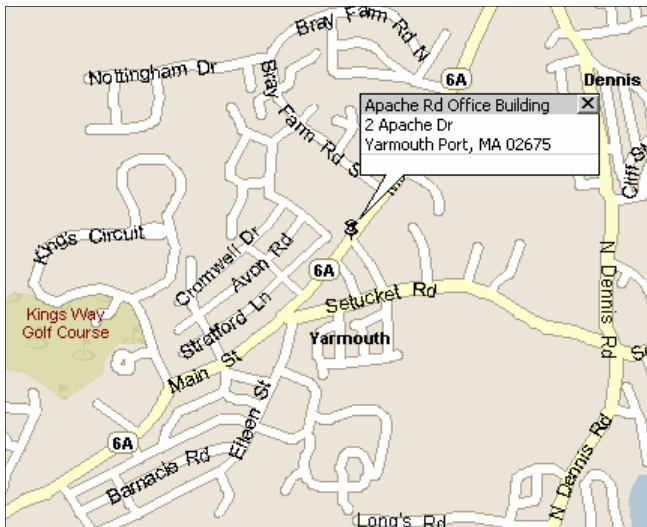 Bray Farm Rd N
Nottingham Dr
Bray Farm Rd S
6A
Dennis
Apache Rd Office Building
2 Apache Dr
Yarmouth Port, MA 02675
Cliff S
King's Circuit
Cromwell Dr
Avon Rd
Stratford Ln
6A
Setucket Rd
N Dennis Rd
Kings Way
Golf Course
Yarmouth
Main St
6A
Eileen St
Barnacle Rd
N Dennis Rd
Long's Rd